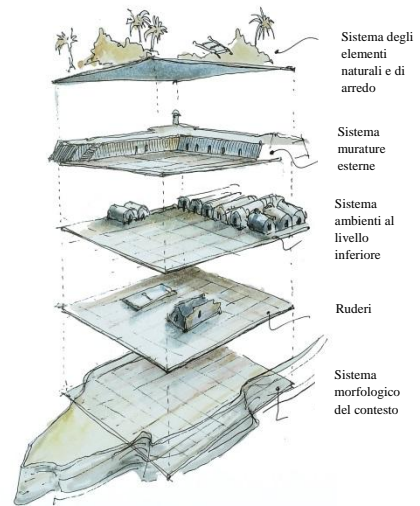 Sistema degli
elementi
naturali e di
arredo
Sistema
murature
esterne
Sistema
ambienti al
livello
inferiore
Ruderi
Sistema
morfologico
del contesto